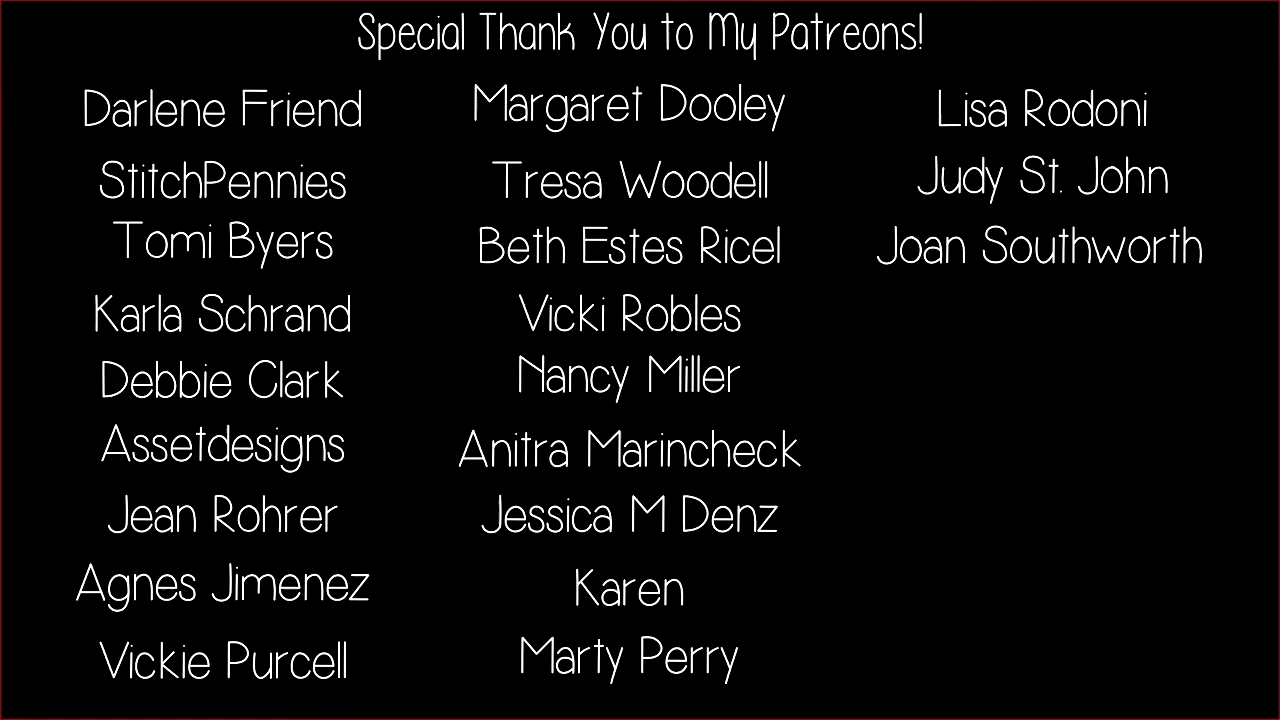 Special Thank You to My Patreons!
Darlene Friend
StitchPennies
Tomi Byers
Karla Schrand
Debbie Clark
Assetdesigns
Jean Rohrer
Agnes Jimenez
Vickie Purcell
Margaret Dooley
Tresa Woodell
Beth Estes Ricel
Vicki Robles
Nancy Miller
Anitra Marincheck
Jessica M Denz
Karen
Marty Perry
Lisa Rodoni
Judy St. John
Joan Southworth